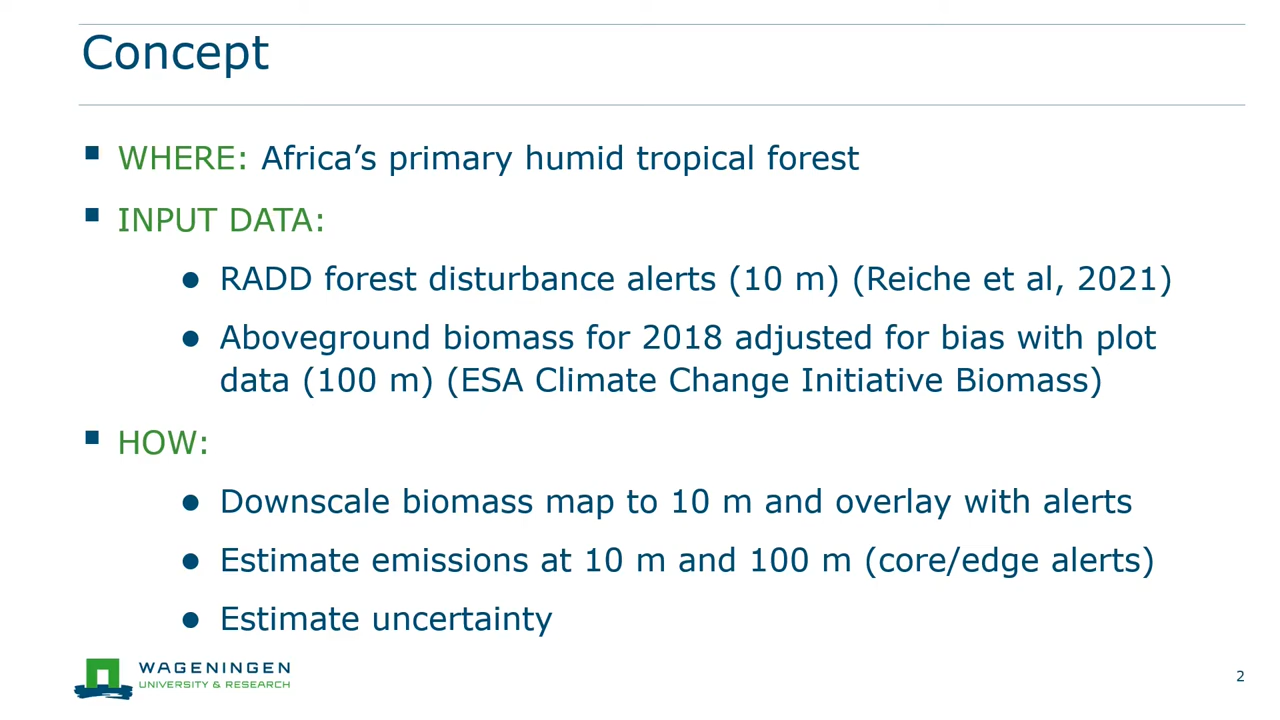 Concept
WHERE: Africa’s primary humid tropical forest
INPUT DATA:
RADD forest disturbance alerts (10 m) (Reiche et al, 2021)
Aboveground biomass for 2018 adjusted for bias with plot
data (100 m) (ESA Climate Change Initiative Biomass)
HOW:
Downscale biomass map to 10 m and overlay with alerts
Estimate emissions at 10 m and 100 m (core/edge alerts)
Estimate uncertainty
WAGENINGEN
UNIVERSITY & RESEARCH
2